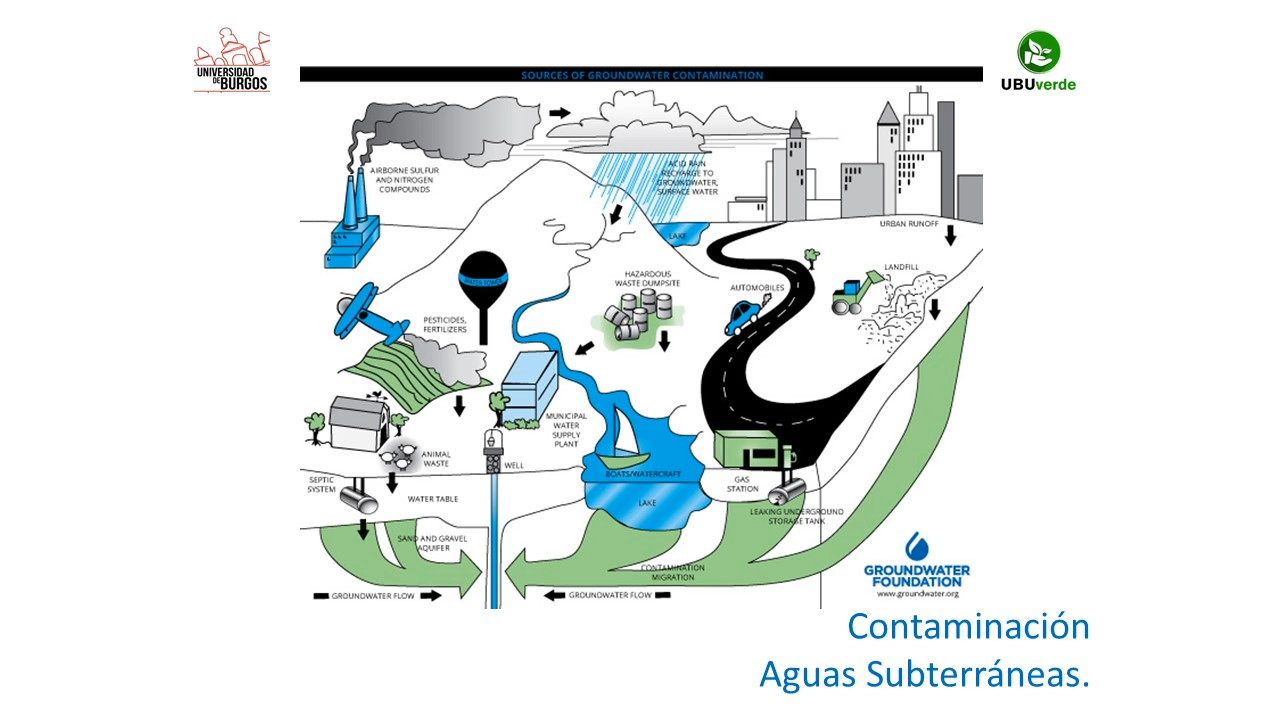 UNIVERSIDAD
DE BURGOS
UBUverde
SOURCES OF GROUNDWATER CONTAMINATION
AIRBORNE SULFUR
AND NITROGEN
COMPOUNDS
ACID RAIN
RECHARGE TO
GROUNDWATER,
SURFACE WATER
LAKE
URBAN RUNOFF
LANDFILL
HAZARDOUS
WASTE DUMPSITE
AUTOMOBILES
WATER TOWER
PESTICIDES,
FERTILIZERS
MUNICIPAL
WATER
SUPPLY
PLANT
ANIMAL
WASTE
WELL
BOATS/WATERCRAFT
GAS
STATION
SEPTIC
SYSTEM
WATER TABLE
LAKE
LEAKING UNDERGROUND
STORAGE TANK
SAND AND GRAVEL
AQUIFER
CONTAMINATION
MIGRATION
GROUNDWATER FLOW
GROUNDWATER FLOW
GROUNDWATER
FOUNDATION
www.groundwater.org
Contaminación
Aguas Subterráneas.